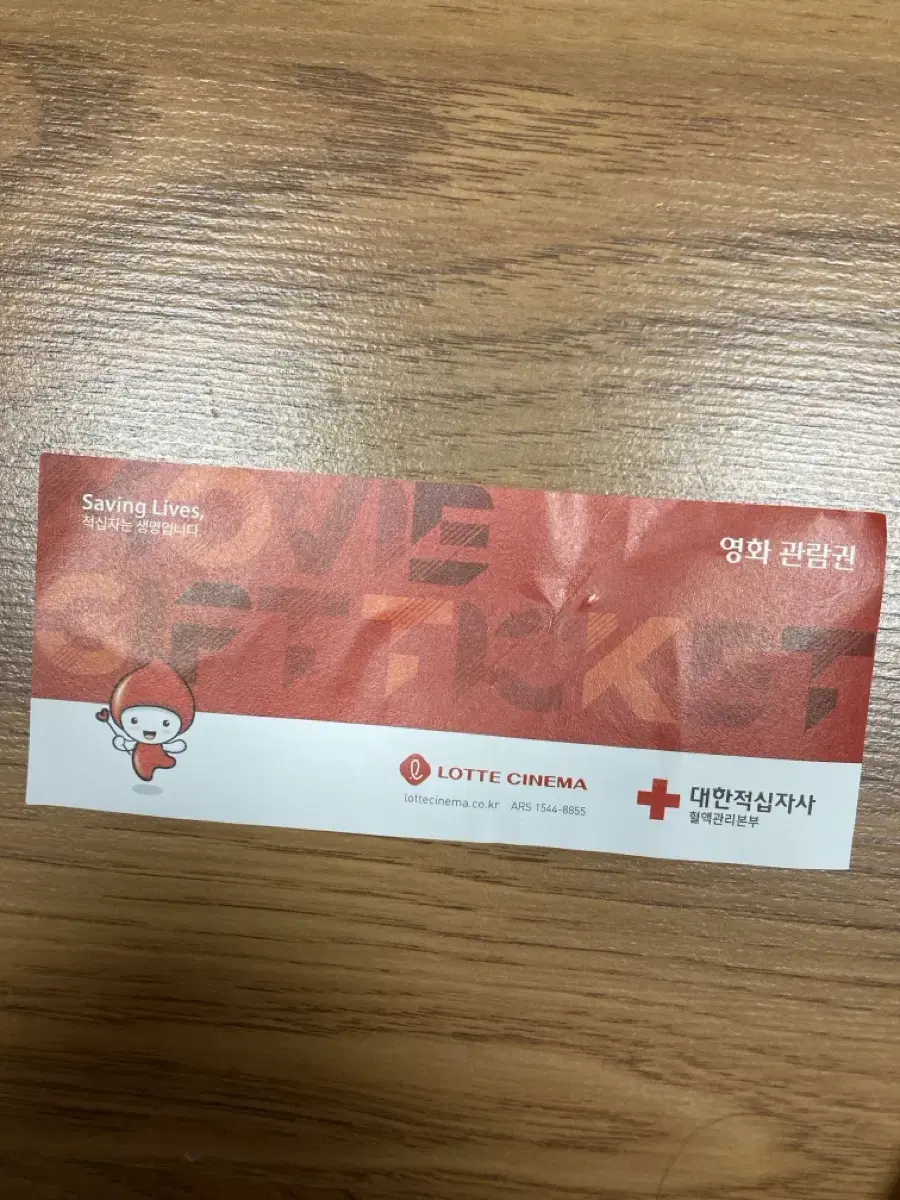 Saving Lives,
적십자는 생명입니다
영화 관람권
MOVIE
GIFT TICKET
LOTTE CINEMA
lottecinema.co.kr ARS 1544-8855
대한적십자사
혈액관리본부